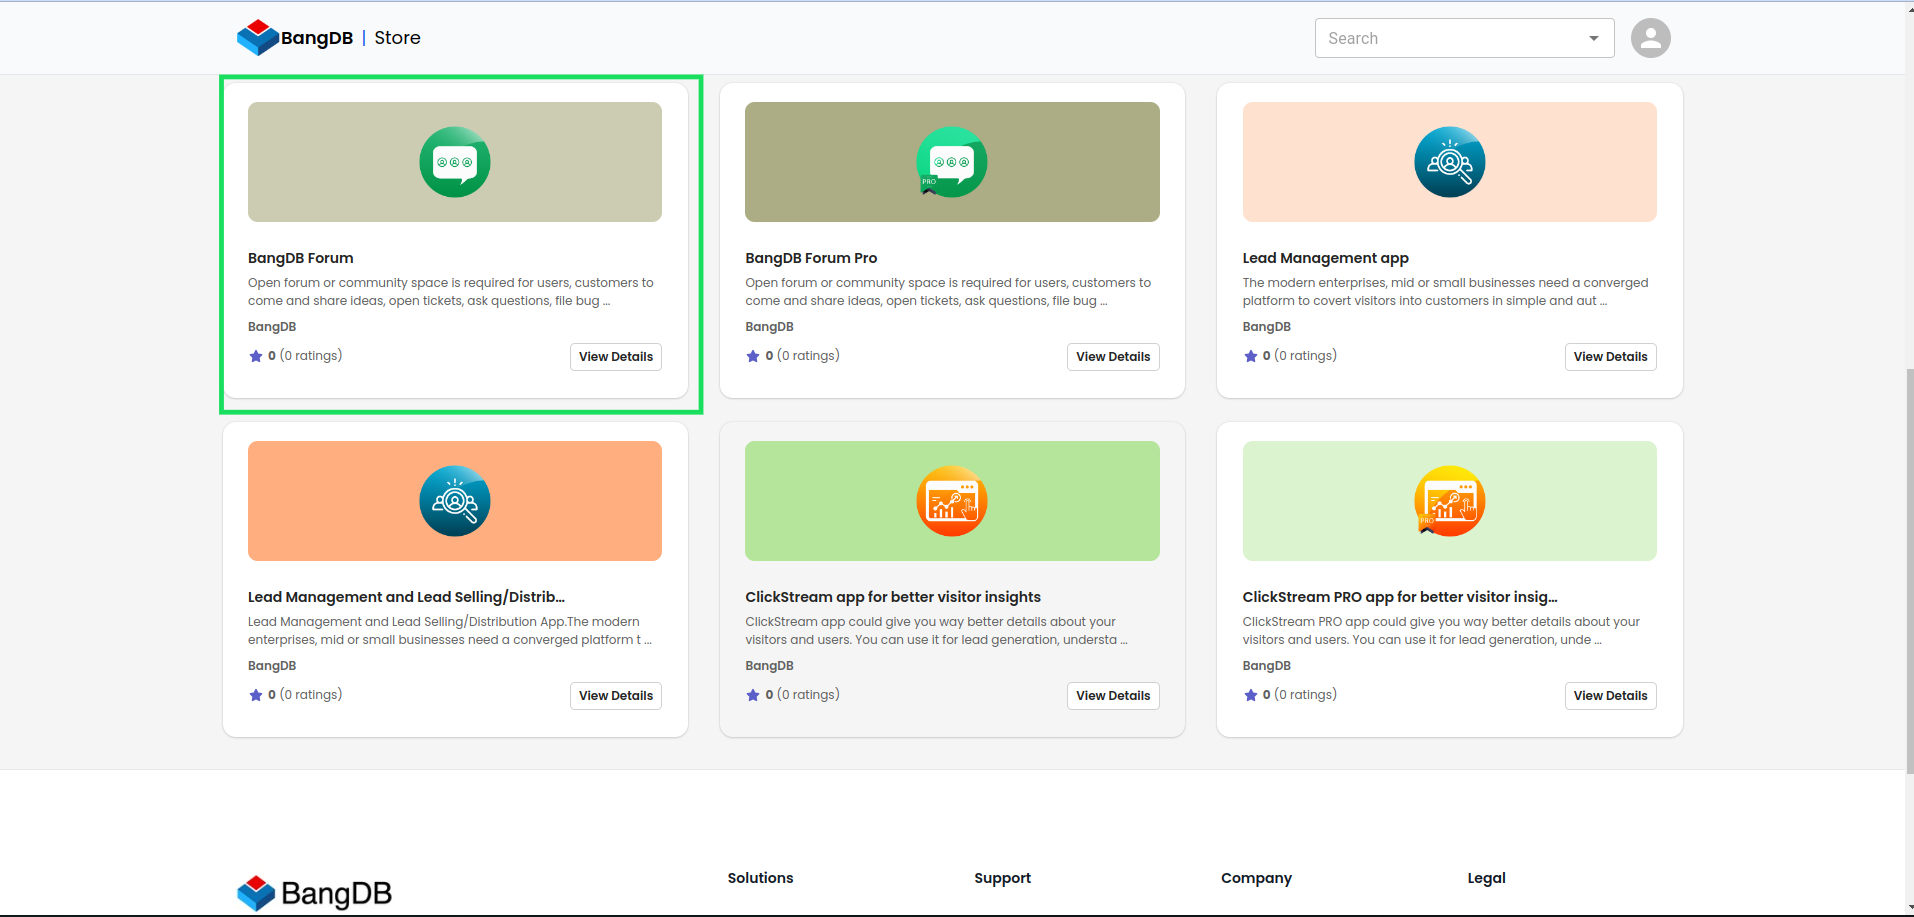 BangDB | Store
Search
BangDB Forum
Open forum or community space is required for users, customers to
come and share ideas, open tickets, ask questions, file bug ...
BangDB
0 (0 ratings)
View Details
PRO
BangDB Forum Pro
Open forum or community space is required for users, customers to
come and share ideas, open tickets, ask questions, file bug ...
BangDB
0 (0 ratings)
View Details
Lead Management app
The modern enterprises, mid or small businesses need a converged
platform to covert visitors into customers in simple and aut ...
BangDB
0 (0 ratings)
View Details
Lead Management and Lead Selling/Distrib...
Lead Management and Lead Selling/Distribution App.The modern
enterprises, mid or small businesses need a converged platform t ...
BangDB
0 (0 ratings)
View Details
ClickStream app for better visitor insights
ClickStream app could give you way better details about your
visitors and users. You can use it for lead generation, understa ...
BangDB
0 (0 ratings)
View Details
PRO
ClickStream PRO app for better visitor insig...
ClickStream PRO app could give you way better details about your
visitors and users. You can use it for lead generation, unde ...
BangDB
0 (0 ratings)
View Details
BangDB
Solutions
Support
Company
Legal